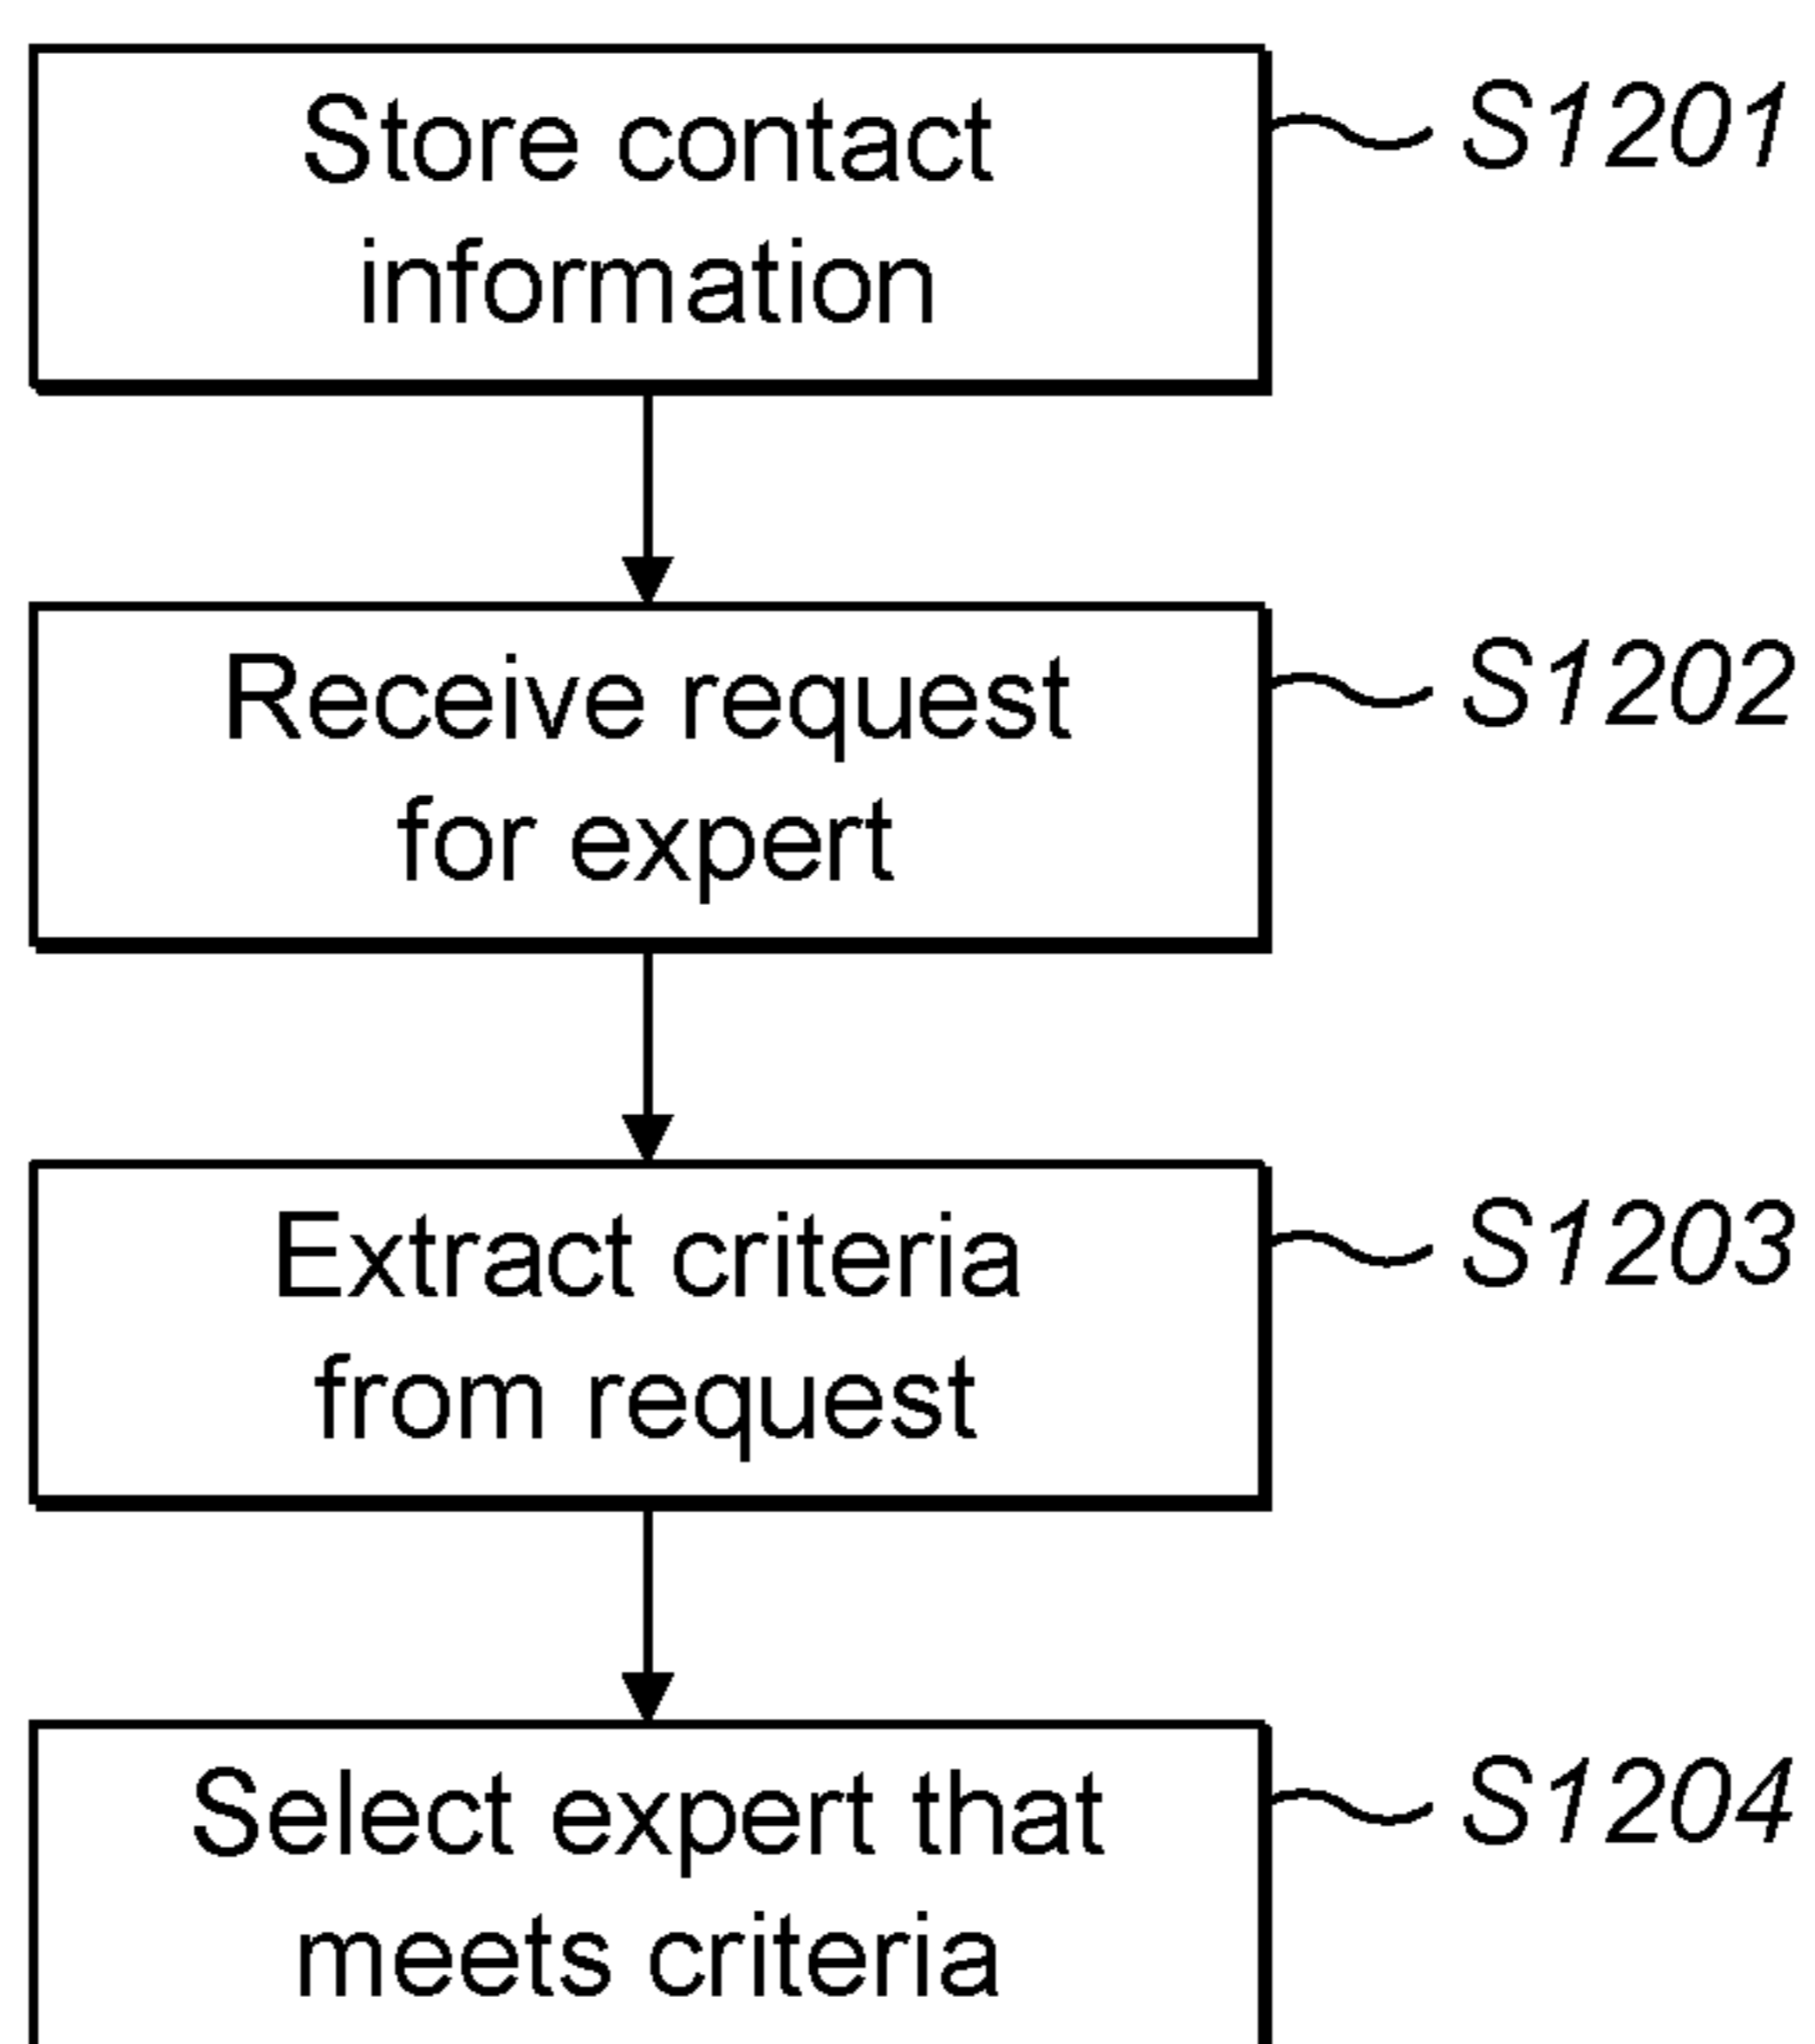 Store contact S1201
information
Receive request S1202
for expert
Extract criteria S1203
from request
Select expert that S1204
meets criteria